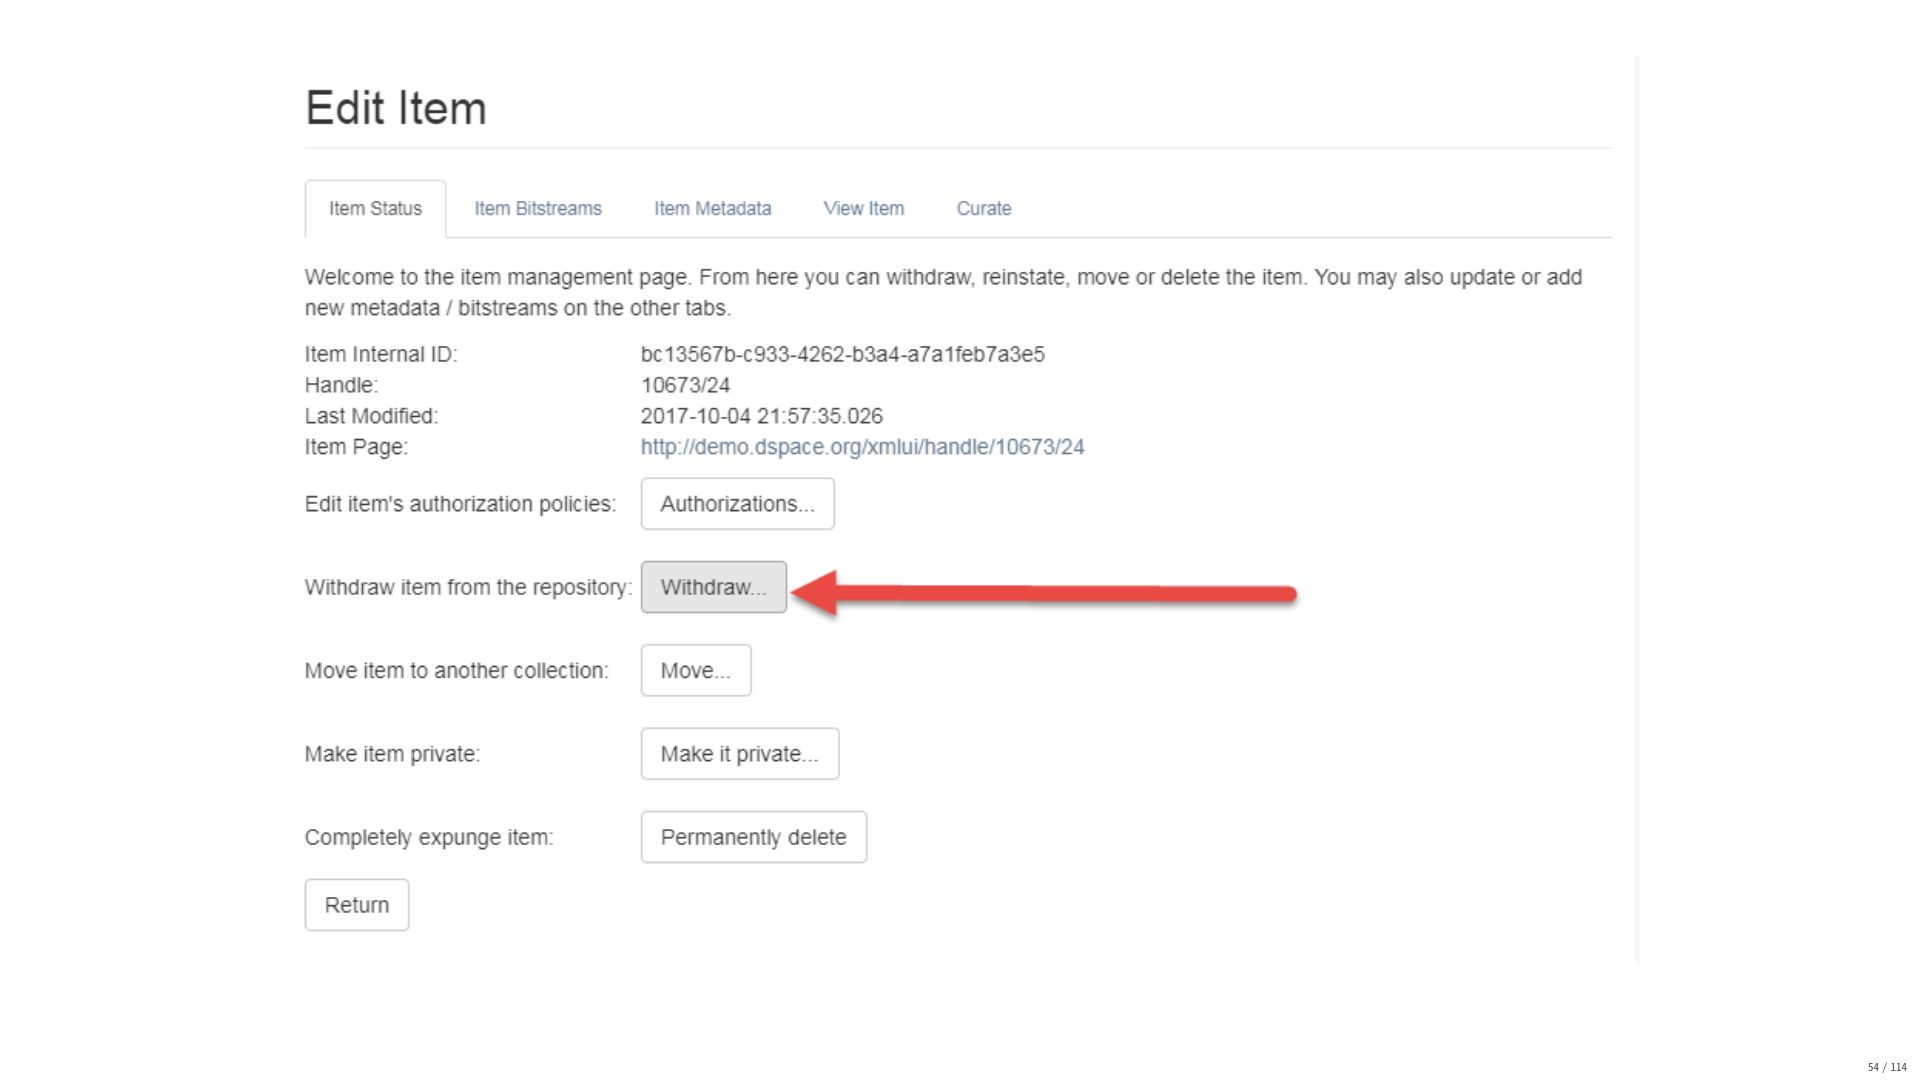 Edit Item
Item Status Item Bitstreams Item Metadata View Item Curate
Welcome to the item management page. From here you can withdraw, reinstate, move or delete the item. You may also update or add
new metadata / bitstreams on the other tabs.
Item Internal ID: bc13567b-c933-4262-b3a4-a7a1feb7a3e5
Handle: 10673/24
Last Modified: 2017-10-04 21:57:35.026
Item Page: http://demo.dspace.org/xmlui/handle/10673/24
Edit item's authorization policies: Authorizations...
Withdraw item from the repository: Withdraw...
Move item to another collection: Move...
Make item private: Make it private...
Completely expunge item: Permanently delete
Return
54 / 114